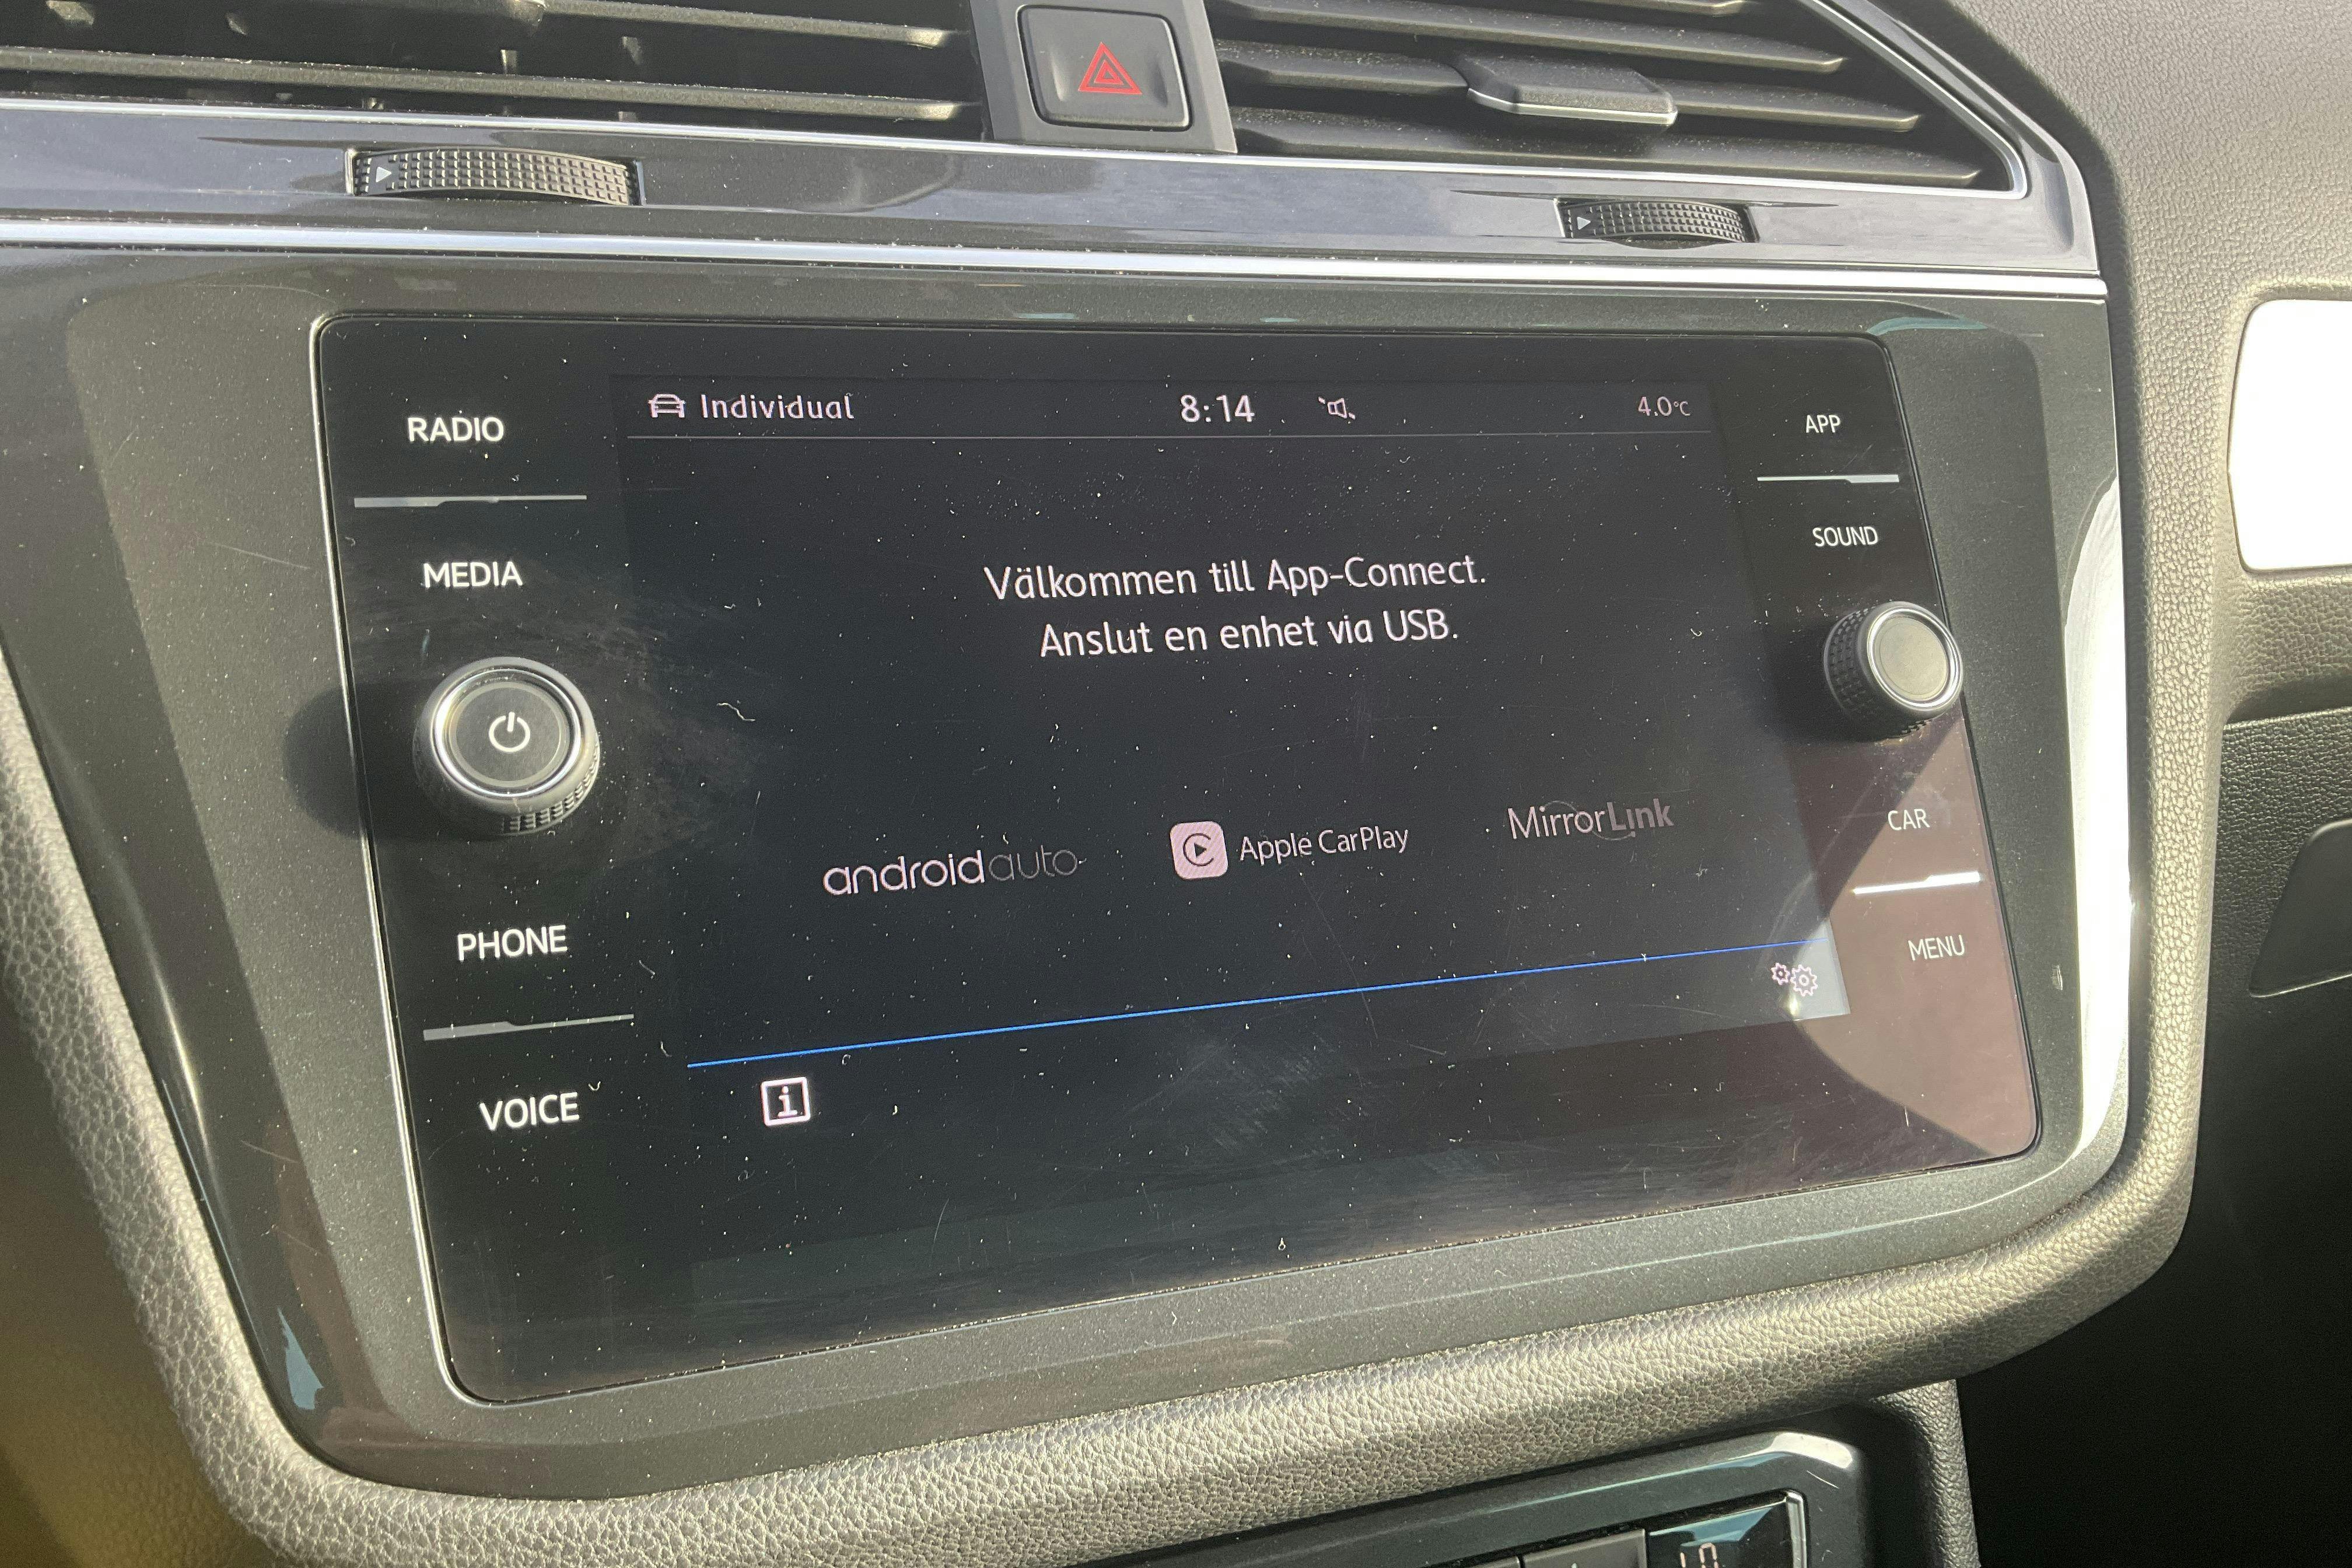 RADIO
MEDIA
PHONE
VOICE
Individual
8:14
4.0°C
Välkommen till App-Connect.
Anslut en enhet via USB.
androidauto
Apple CarPlay
MirrorLink
i
APP
SOUND
CAR
MENU